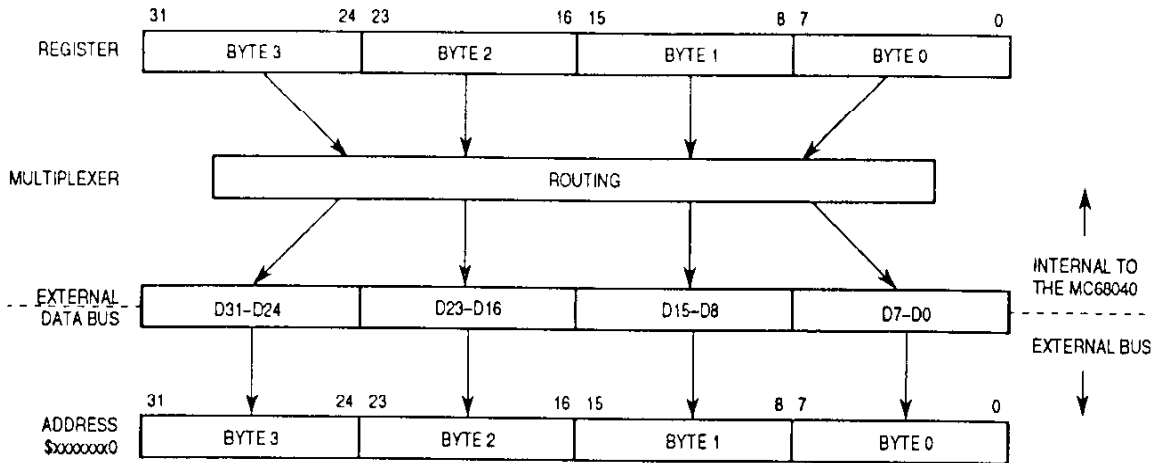 31 24 23 16 15 8 7 0
REGISTER BYTE 3 BYTE 2 BYTE 1 BYTE 0
MULTIPLEXER ROUTING
INTERNAL TO
THE MC68040
EXTERNAL
DATA BUS
D31–D24 D23–D16 D15–D8 D7–D0
EXTERNAL BUS
31 24 23 16 15 8 7 0
ADDRESS
$xxxxxxx0
BYTE 3 BYTE 2 BYTE 1 BYTE 0